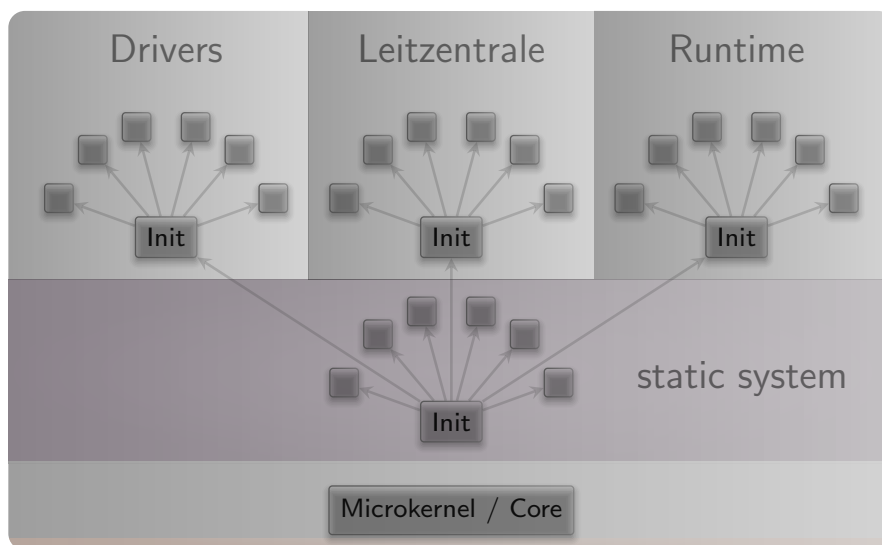 Drivers
Leitzentrale
Runtime
Init
Init
Init
static system
Init
Microkernel / Core